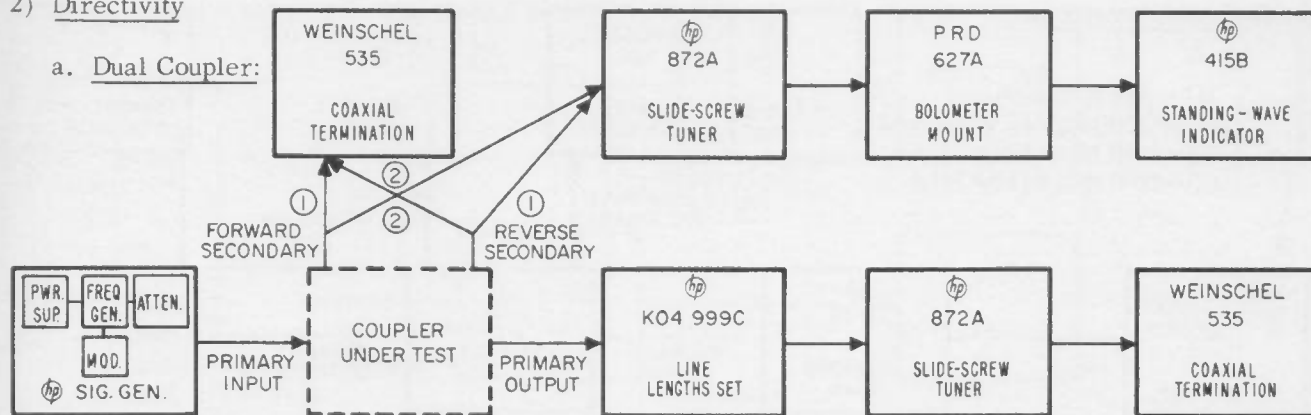 2) Directivity
a. Dual Coupler:
WEINSCHEL
535
COAXIAL
TERMINATION
hp
872A
SLIDE-SCREW
TUNER
PRD
627A
BOLOMETER
MOUNT
hp
415B
STANDING-WAVE
INDICATOR
①
②
②
①
FORWARD
SECONDARY
REVERSE
SECONDARY
PWR.
SUP.
FREQ
GEN.
ATTEN.
MOD.
hp SIG. GEN.
PRIMARY
INPUT
COUPLER
UNDER TEST
PRIMARY
OUTPUT
hp
K04 999C
LINE
LENGTHS SET
hp
872A
SLIDE-SCREW
TUNER
WEINSCHEL
535
COAXIAL
TERMINATION